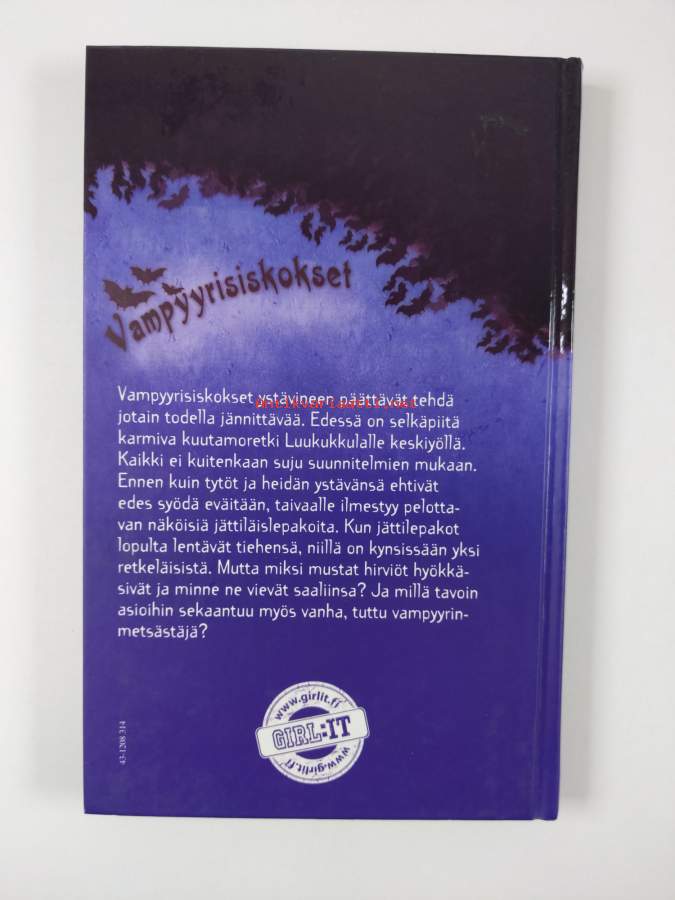 Vampyyrisiskokset
Vampyyrisiskokset ystävineen päättävät tehdä
jotain todella jännittävää. Edessä on selkäpiitä
karmiva kuutamoretki Luukukkulalle keskiyöllä.
Kaikki ei kuitenkaan suju suunnitelmien mukaan.
Ennen kuin tytöt ja heidän ystävänsä ehtivät
edes syödä eväitään, taivaalle ilmestyy pelotta-
van näköisiä jättiläislepakoita. Kun jättilepakot
lopulta lentävät tiehensä, niillä on kynsissään yksi
retkeläisistä. Mutta miksi mustat hirviöt hyökkä-
sivät ja minne ne vievät saaliinsa? Ja millä tavoin
asioihin sekaantuu myös vanha, tuttu vampyyrin-
metsästäjä?
www.girlit.fi
GIRL:IT
www.girlit.fi
43-1208 314